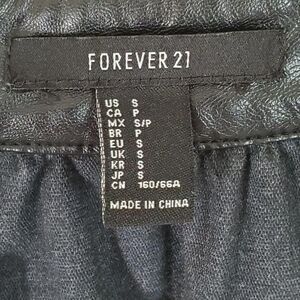 FOREVER 21
US S
CA P
MX S/P
BR P
EU S
UK S
KR S
JP S
CN 160/66A
MADE IN CHINA